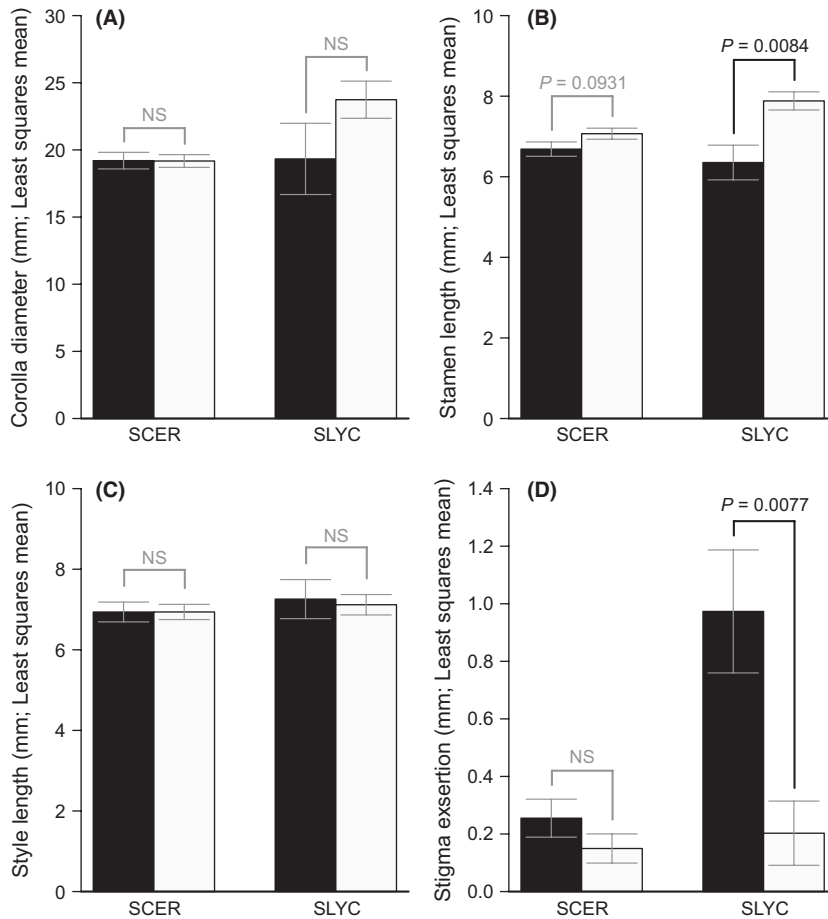 (A)
Corolla diameter (mm; Least squares mean)
30
25
20
15
10
5
0
NS
NS
SCER
SLYC
(B)
Stamen length (mm; Least squares mean)
10
8
6
4
2
0
P = 0.0931
P = 0.0084
SCER
SLYC
(C)
Style length (mm; Least squares mean)
10
8
6
4
2
0
NS
NS
SCER
SLYC
(D)
Stigma exsertion (mm; Least squares mean)
1.4
1.2
1.0
0.8
0.6
0.4
0.2
0.0
NS
P = 0.0077
SCER
SLYC